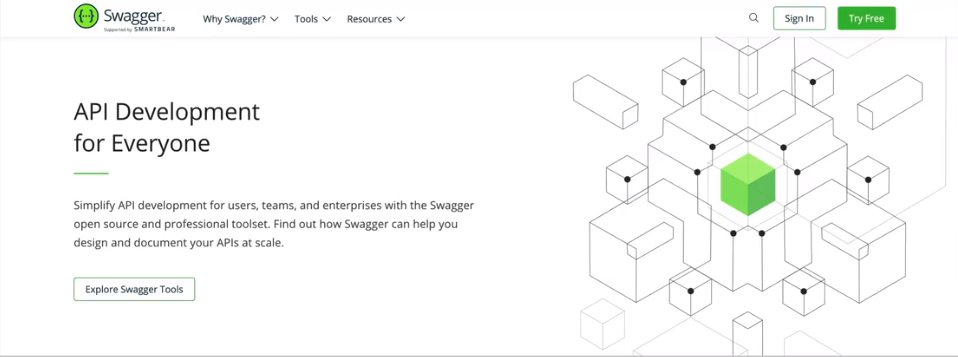 Swagger.
Supported by SMARTBEAR
Why Swagger?
Tools
Resources
Sign In
Try Free
API Development
for Everyone
Simplify API development for users, teams, and enterprises with the Swagger
open source and professional toolset. Find out how Swagger can help you
design and document your APIs at scale.
Explore Swagger Tools